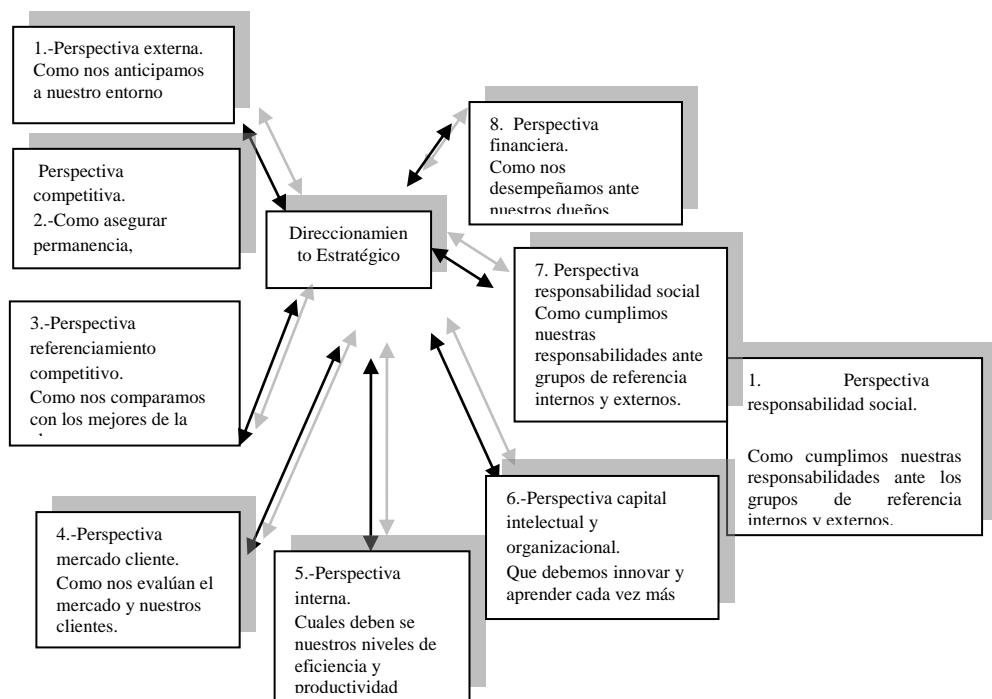 1.-Perspectiva externa.
Como nos anticipamos
a nuestro entorno
Perspectiva
competitiva.
2.-Como asegurar
permanencia,
3.-Perspectiva
referenciamiento
competitivo.
Como nos comparamos
con los mejores de la
4.-Perspectiva
mercado cliente.
Como nos evalúan el
mercado y nuestros
clientes.
5.-Perspectiva
interna.
Cuales deben se
nuestros niveles de
eficiencia y
productividad
6.-Perspectiva capital
intelectual y
organizacional.
Que debemos innovar y
aprender cada vez más
7. Perspectiva
responsabilidad social
Como cumplimos
nuestras
responsabilidades ante
grupos de referencia
internos y externos.
8. Perspectiva
financiera.
Como nos
desempeñamos ante
nuestros dueños
Direccionamien
to Estratégico
1. Perspectiva
responsabilidad social.
Como cumplimos nuestras
responsabilidades ante los
grupos de referencia
internos y externos.